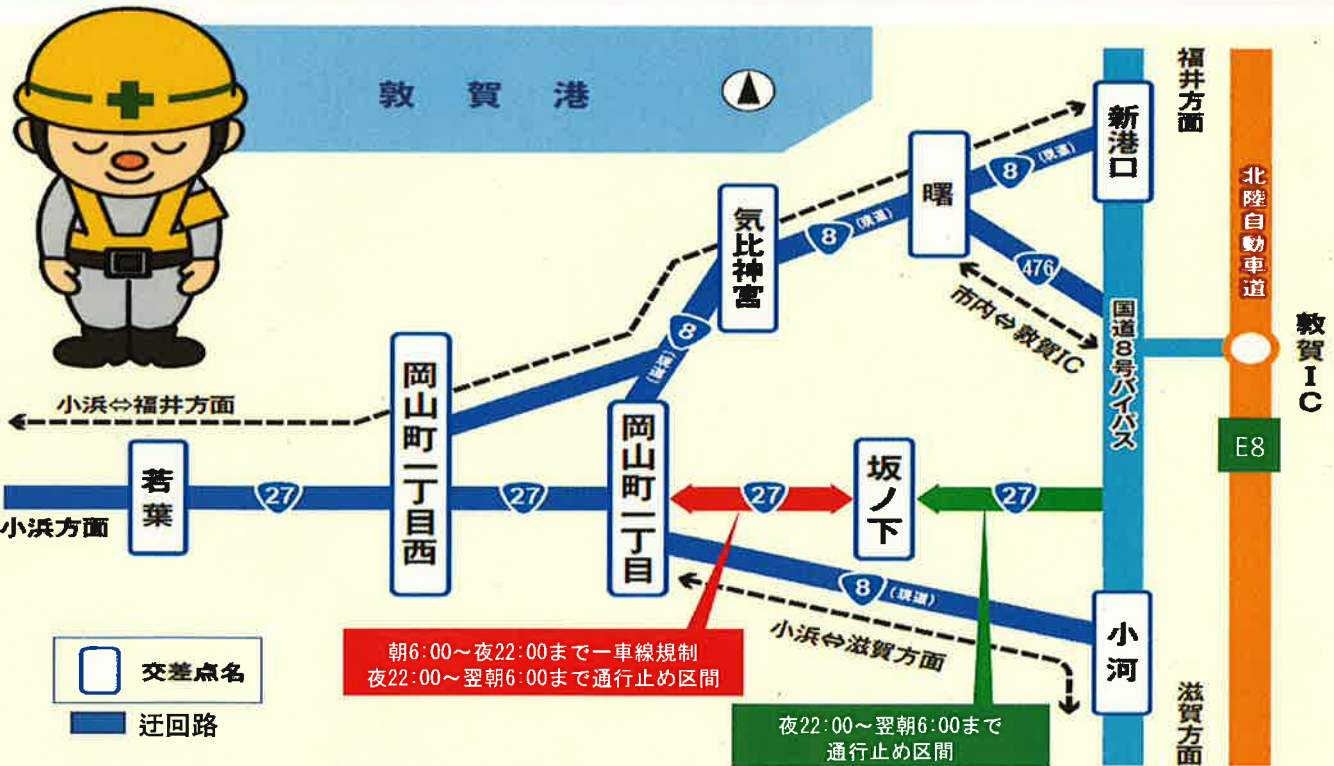 敦賀港
福井方面
新港口
8
(現道)
曙
北陸自動車道
気比神宮
8
(現道)
476
市内⇔敦賀IC
国道8号バイパス
敦賀IC
8
(現道)
岡山町一丁目西
小浜⇔福井方面
岡山町一丁目
坂ノ下
E8
若葉
27
27
27
27
小浜方面
8
(現道)
小浜⇔滋賀方面
小河
朝6:00～夜22:00まで一車線規制
夜22:00～翌朝6:00まで通行止め区間
交差点名
迂回路
夜22:00～翌朝6:00まで
通行止め区間
滋賀方面